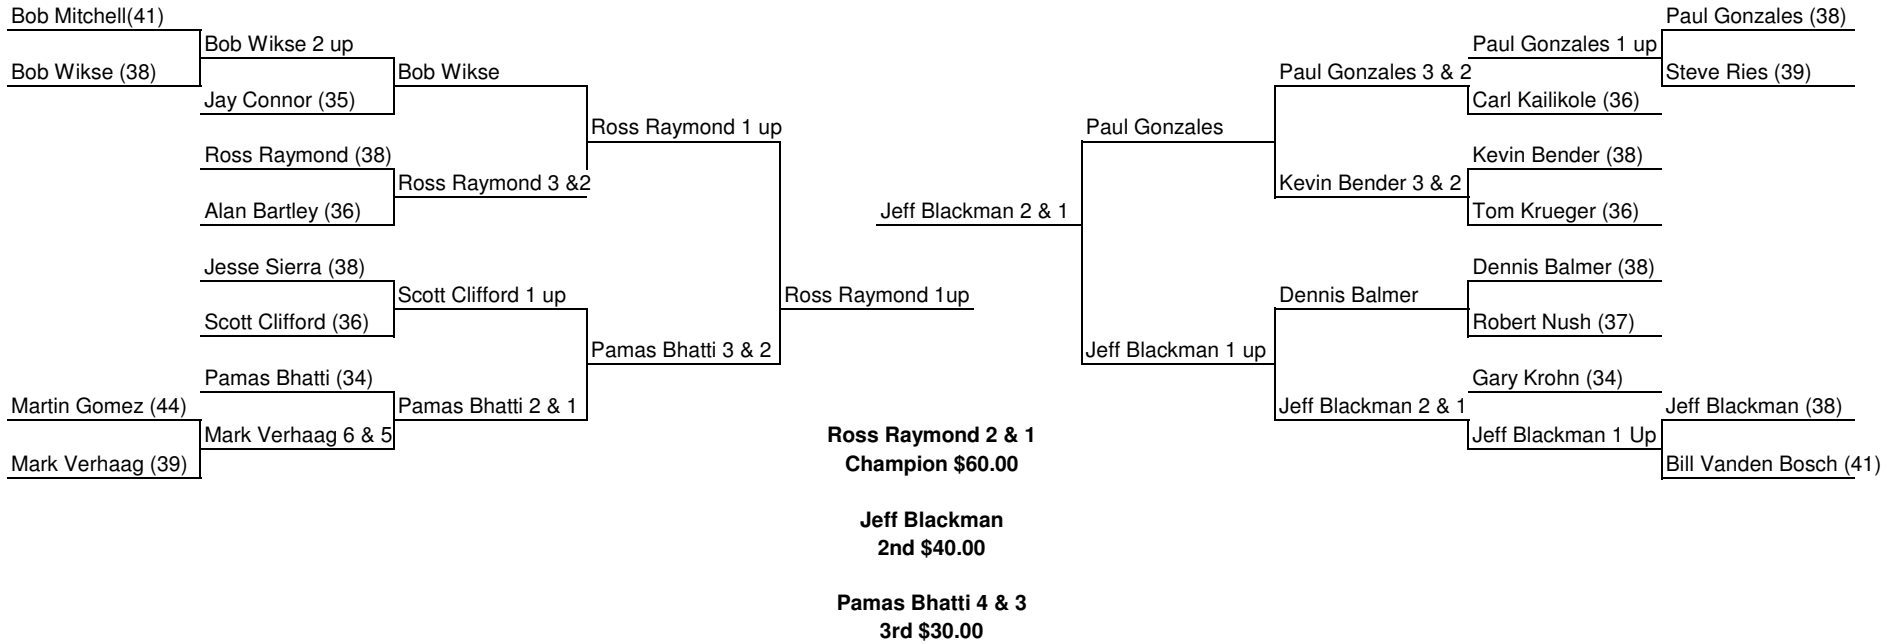 Bob Mitchell(41)
Bob Wikse 2 up
Bob Wikse (38)
Bob Wikse
Jay Connor (35)
Ross Raymond 1 up
Ross Raymond (38)
Ross Raymond 3 &2
Alan Bartley (36)
Jesse Sierra (38)
Scott Clifford 1 up
Scott Clifford (36)
Ross Raymond 1up
Pamas Bhatti 3 & 2
Pamas Bhatti (34)
Martin Gomez (44)
Pamas Bhatti 2 & 1
Mark Verhaag 6 & 5
Mark Verhaag (39)
Paul Gonzales (38)
Paul Gonzales 1 up
Paul Gonzales 3 & 2
Steve Ries (39)
Carl Kailikole (36)
Paul Gonzales
Kevin Bender (38)
Kevin Bender 3 & 2
Tom Krueger (36)
Jeff Blackman 2 & 1
Dennis Balmer (38)
Dennis Balmer
Robert Nush (37)
Jeff Blackman 1 up
Gary Krohn (34)
Jeff Blackman 2 & 1
Jeff Blackman (38)
Jeff Blackman 1 Up
Bill Vanden Bosch (41)
Ross Raymond 2 & 1
Champion $60.00
Jeff Blackman
2nd $40.00
Pamas Bhatti 4 & 3
3rd $30.00